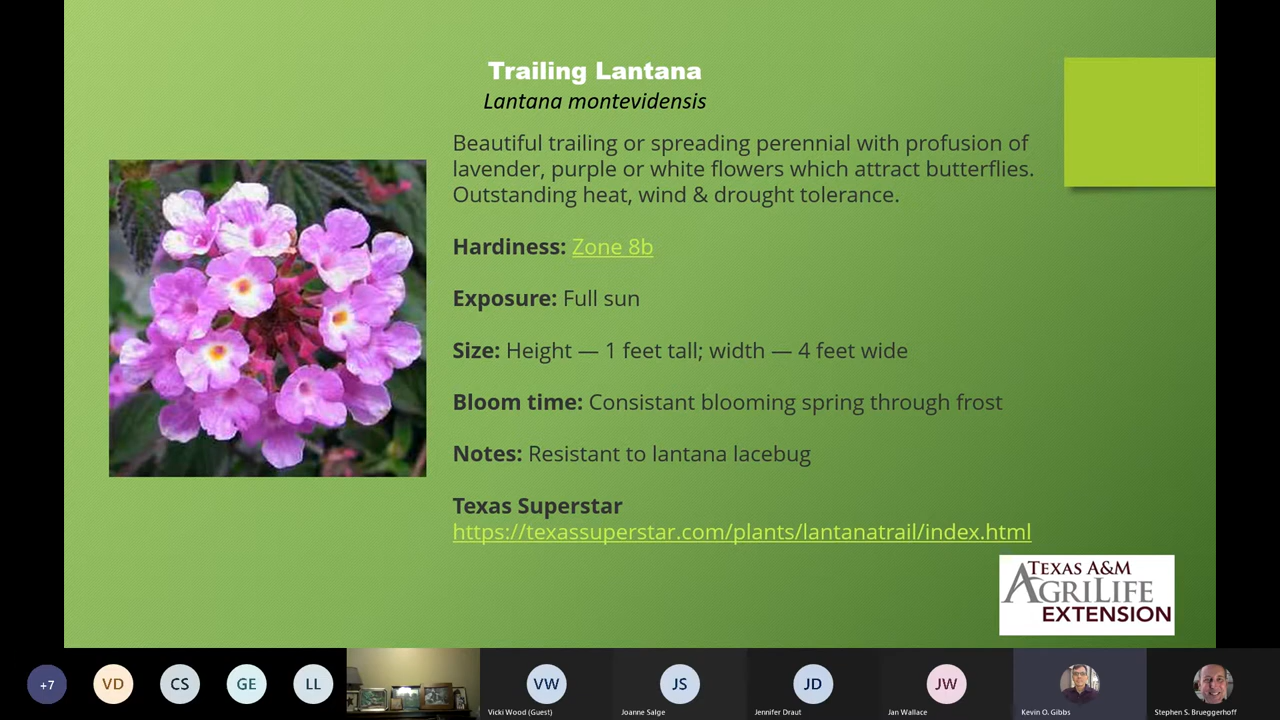 Trailing Lantana
Lantana montevidensis
Beautiful trailing or spreading perennial with profusion of
lavender, purple or white flowers which attract butterflies.
Outstanding heat, wind & drought tolerance.
Hardiness: Zone 8b
Exposure: Full sun
Size: Height — 1 feet tall; width — 4 feet wide
Bloom time: Consistant blooming spring through frost
Notes: Resistant to lantana lacebug
Texas Superstar
https://texassuperstar.com/plants/lantanatrail/index.html
TEXAS A&M
AGRILIFE
EXTENSION
+7
VD
CS
GE
LL
VW
JS
JD
JW
Vicki Wood (Guest)
Joanne Salge
Jennifer Draut
Jan Wallace
Kevin O. Gibbs
Stephen S. Brueggerhoff